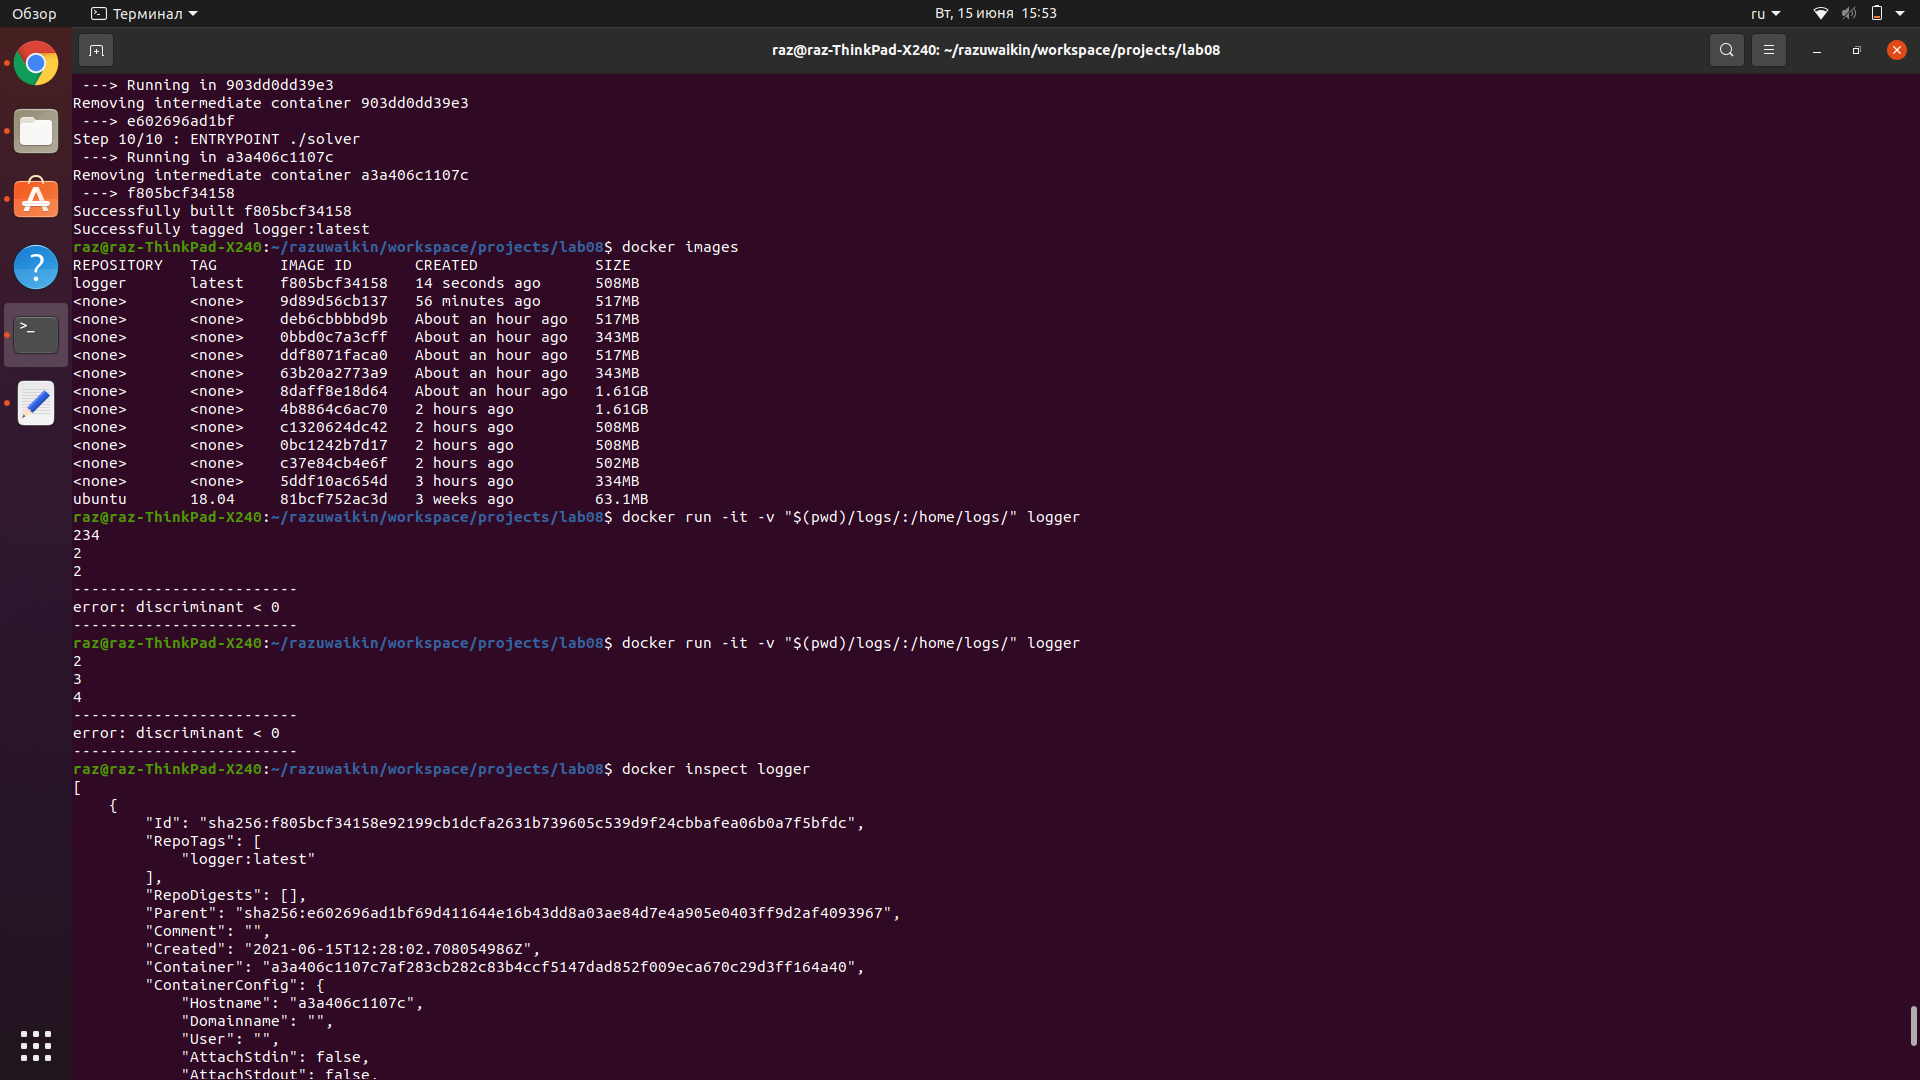 Обзор
Терминал
Вт, 15 июня 15:53
ru
raz@raz-ThinkPad-X240: ~/razuwaikin/workspace/projects/lab08
 ---> Running in 903dd0dd39e3
Removing intermediate container 903dd0dd39e3
 ---> e602696ad1bf
Step 10/10 : ENTRYPOINT ./solver
 ---> Running in a3a406c1107c
Removing intermediate container a3a406c1107c
 ---> f805bcf34158
Successfully built f805bcf34158
Successfully tagged logger:latest
raz@raz-ThinkPad-X240:~/razuwaikin/workspace/projects/lab08$ docker images
REPOSITORY   TAG       IMAGE ID       CREATED             SIZE
logger       latest    f805bcf34158   14 seconds ago      508MB
<none>       <none>    9d89d56cb137   56 minutes ago      517MB
<none>       <none>    deb6cbbbbd9b   About an hour ago   517MB
<none>       <none>    0bbd0c7a3cff   About an hour ago   343MB
<none>       <none>    ddf8071faca0   About an hour ago   517MB
<none>       <none>    63b20a2773a9   About an hour ago   343MB
<none>       <none>    8daff8e18d64   About an hour ago   1.61GB
<none>       <none>    4b8864c6ac70   2 hours ago         1.61GB
<none>       <none>    c1320624dc42   2 hours ago         508MB
<none>       <none>    0bc1242b7d17   2 hours ago         508MB
<none>       <none>    c37e84cb4e6f   2 hours ago         502MB
<none>       <none>    5ddf10ac654d   3 hours ago         334MB
ubuntu       18.04     81bcf752ac3d   3 weeks ago         63.1MB
raz@raz-ThinkPad-X240:~/razuwaikin/workspace/projects/lab08$ docker run -it -v "$(pwd)/logs/:/home/logs/" logger
234
2
2
-------------------------
error: discriminant < 0
-------------------------
raz@raz-ThinkPad-X240:~/razuwaikin/workspace/projects/lab08$ docker run -it -v "$(pwd)/logs/:/home/logs/" logger
2
3
4
-------------------------
error: discriminant < 0
-------------------------
raz@raz-ThinkPad-X240:~/razuwaikin/workspace/projects/lab08$ docker inspect logger
[
    {
        "Id": "sha256:f805bcf34158e92199cb1dcfa2631b739605c539d9f24cbbafea06b0a7f5bfdc",
        "RepoTags": [
            "logger:latest"
        ],
        "RepoDigests": [],
        "Parent": "sha256:e602696ad1bf69d411644e16b43dd8a03ae84d7e4a905e0403ff9d2af4093967",
        "Comment": "",
        "Created": "2021-06-15T12:28:02.708054986Z",
        "Container": "a3a406c1107c7af283cb282c83b4ccf5147dad852f009eca670c29d3ff164a40",
        "ContainerConfig": {
            "Hostname": "a3a406c1107c",
            "Domainname": "",
            "User": "",
            "AttachStdin": false,
            "AttachStdout": false,